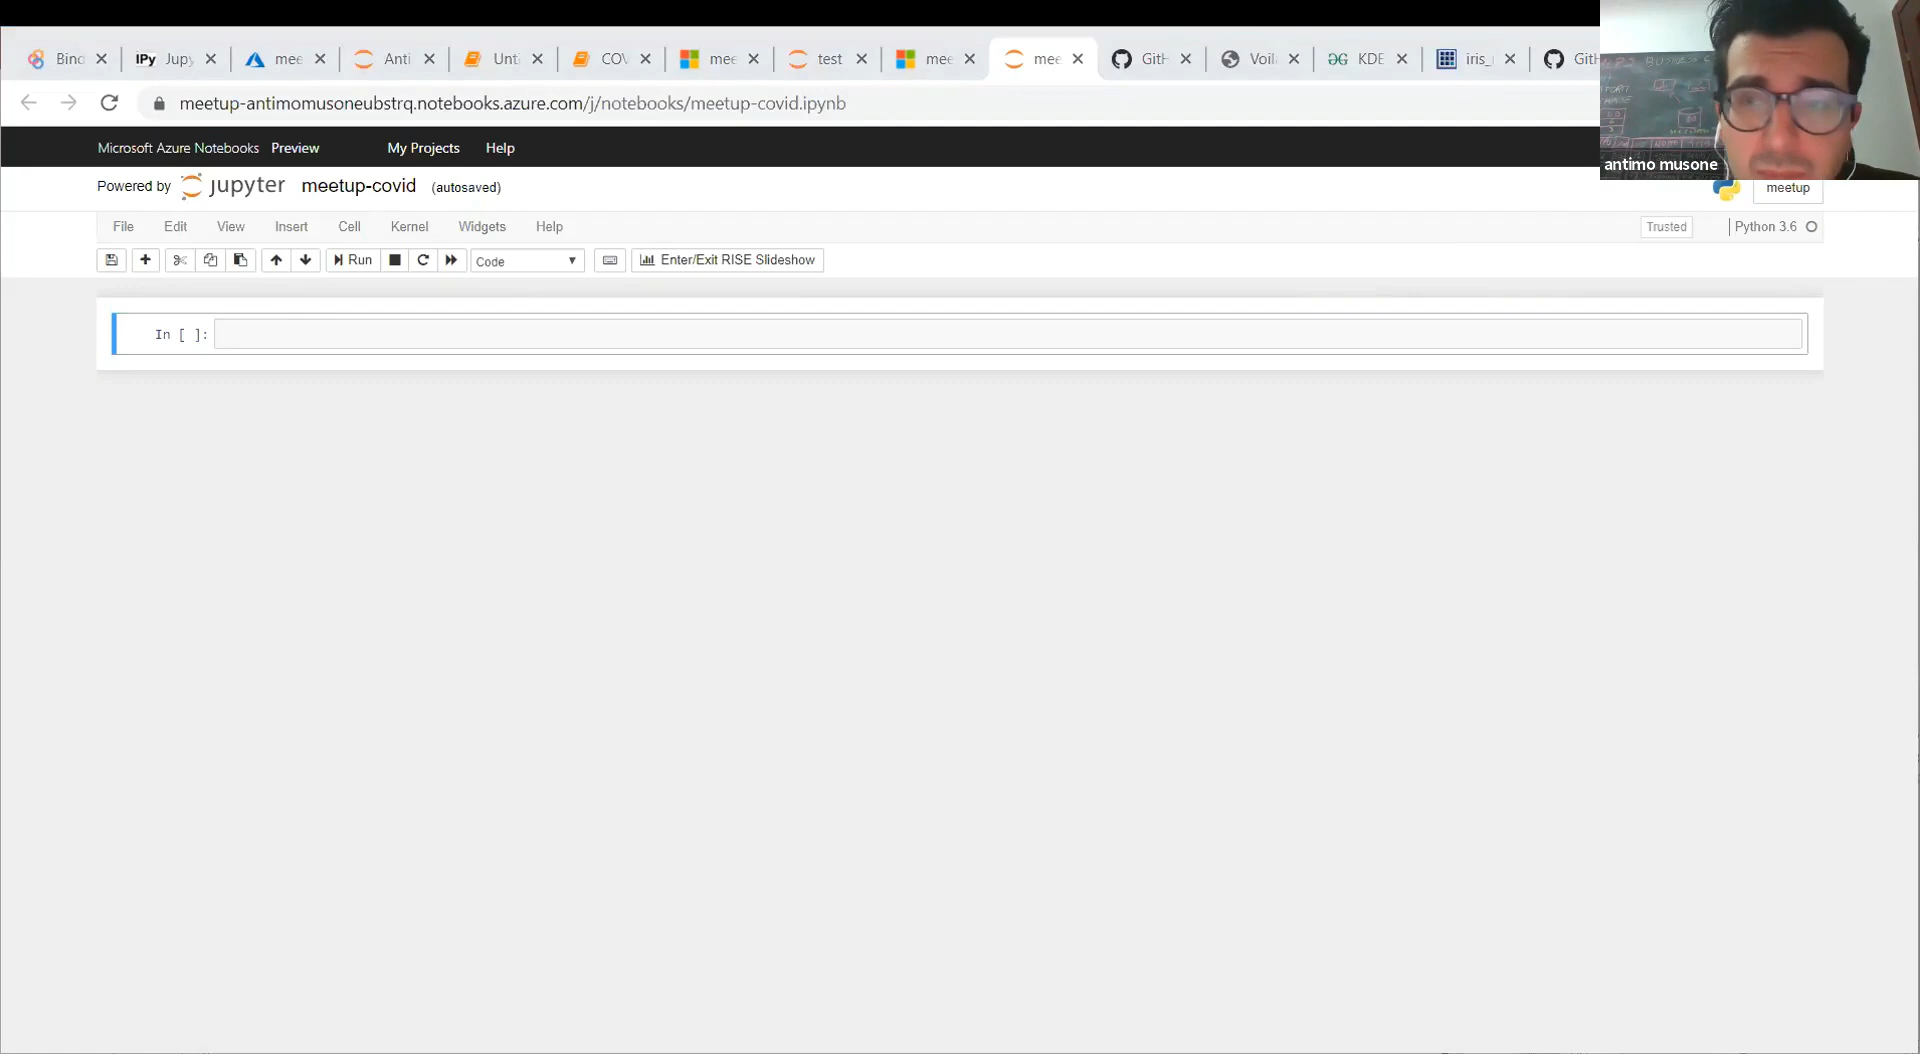 Binc IPy Jupy mee Anti Unti COV mee test mee mee GitH Voil KDE iris_ GitH
meetup-antimomusoneubstrq.notebooks.azure.com/j/notebooks/meetup-covid.ipynb
Microsoft Azure Notebooks Preview My Projects Help
antimo musone
Powered by jupyter meetup-covid (autosaved)
meetup
File Edit View Insert Cell Kernel Widgets Help
Trusted Python 3.6
Run Code Enter/Exit RISE Slideshow
In [ ]: